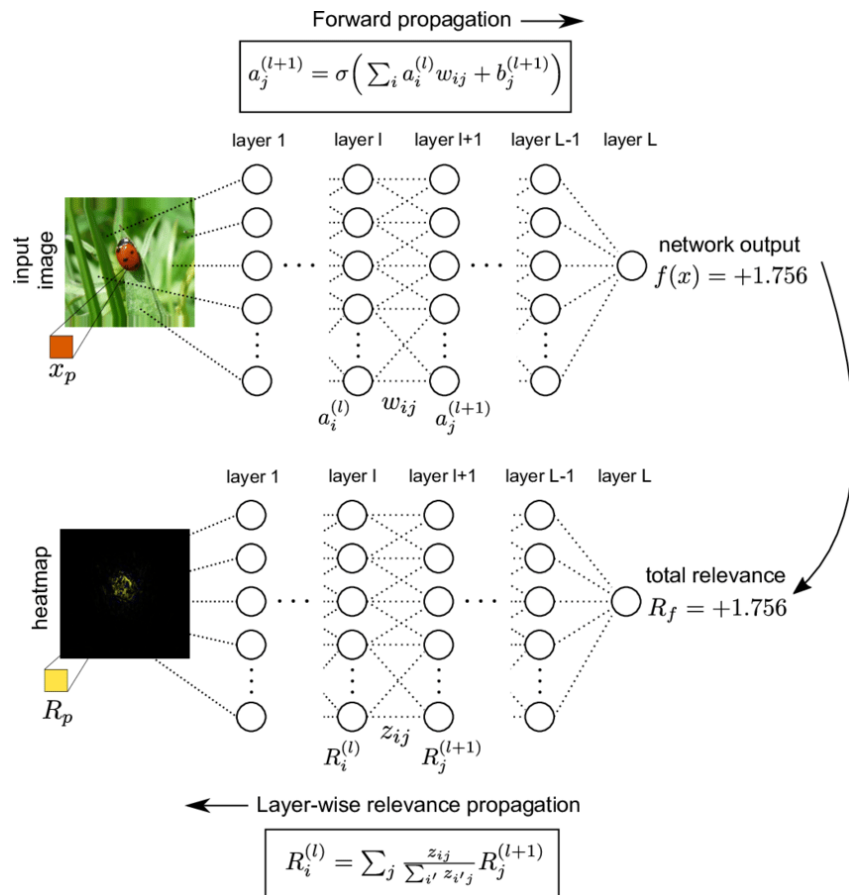 Forward propagation →
a_j^{(l+1)} = σ( ∑_i a_i^{(l)} w_{ij} + b_j^{(l+1)} )
layer 1 layer l layer l+1 layer L-1 layer L
input
image
x_p
network output
f(x) = +1.756
a_i^{(l)} w_{ij} a_j^{(l+1)}
layer 1 layer l layer l+1 layer L-1 layer L
heatmap
R_p
total relevance
R_f = +1.756
R_i^{(l)} z_{ij} R_j^{(l+1)}
← Layer-wise relevance propagation
R_i^{(l)} = ∑_j \frac{z_{ij}}{∑_{i'} z_{i'j}} R_j^{(l+1)}